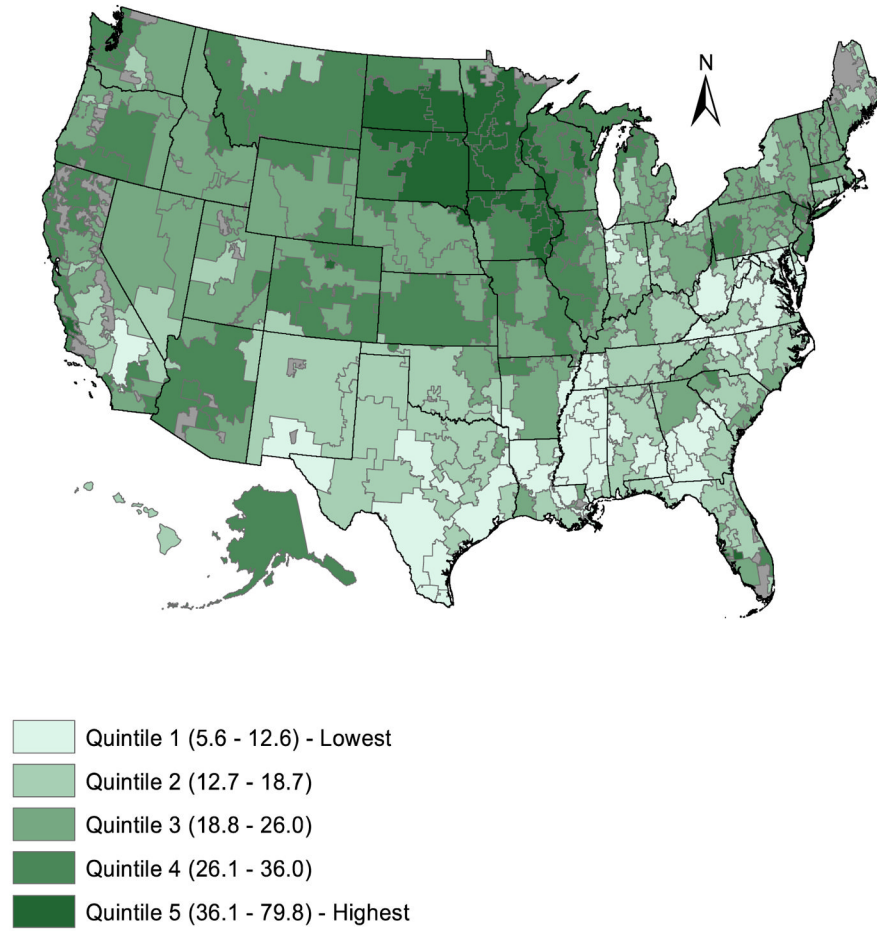 N
Quintile 1 (5.6 - 12.6) - Lowest
Quintile 2 (12.7 - 18.7)
Quintile 3 (18.8 - 26.0)
Quintile 4 (26.1 - 36.0)
Quintile 5 (36.1 - 79.8) - Highest